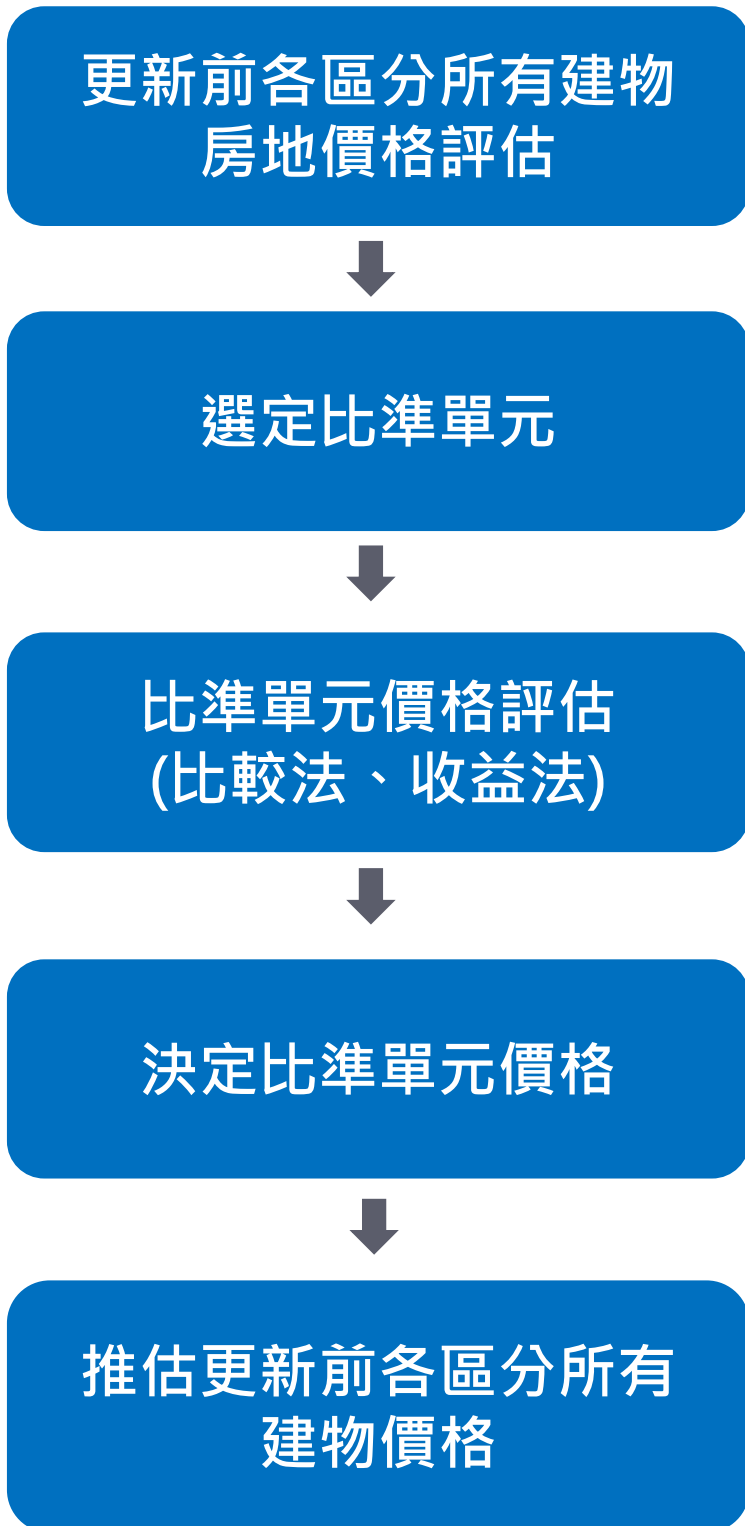 更新前各區分所有建物
房地價格評估
選定比準單元
比準單元價格評估
(比較法、收益法)
決定比準單元價格
推估更新前各區分所有
建物價格